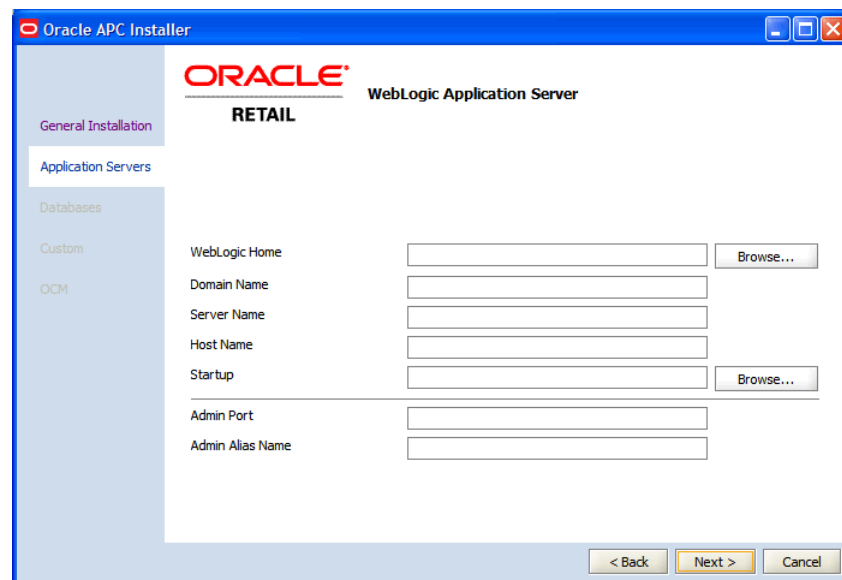 Oracle APC Installer
ORACLE®
RETAIL
WebLogic Application Server
General Installation
Application Servers
Databases
Custom
OCM
WebLogic Home
Browse...
Domain Name
Server Name
Host Name
Startup
Browse...
Admin Port
Admin Alias Name
< Back
Next >
Cancel